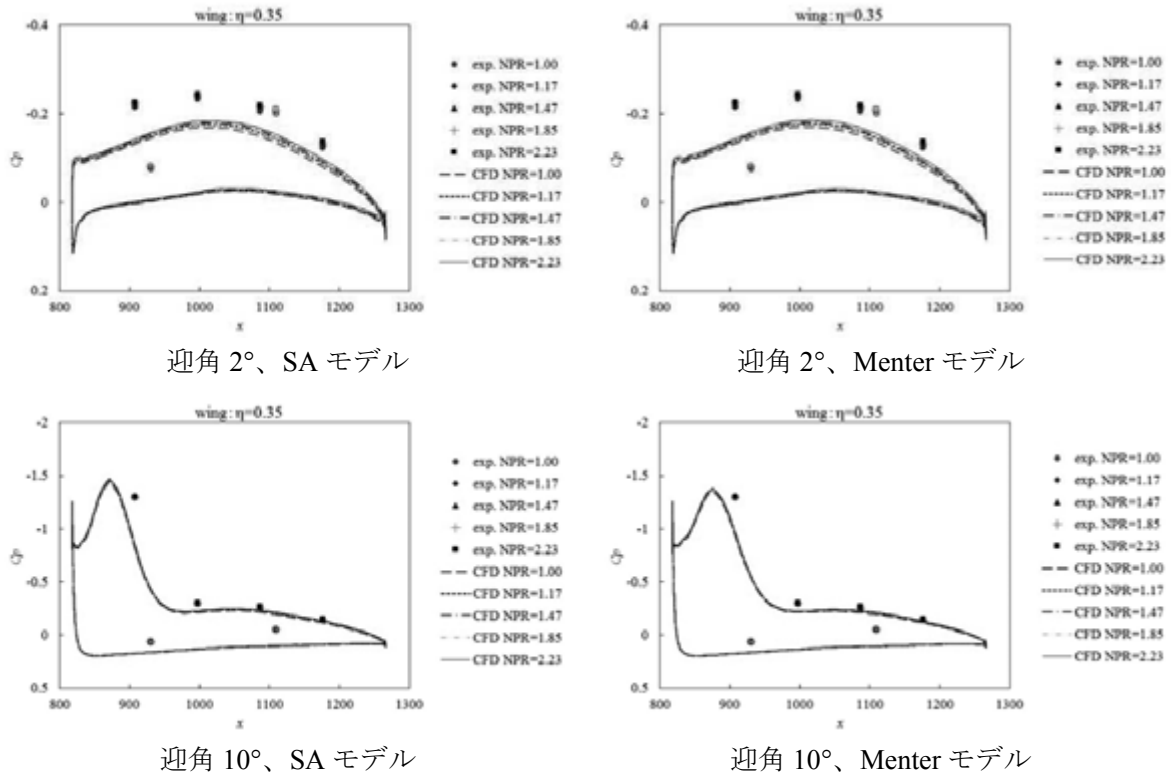 wing:η=0.35
-0.4
-0.2
0
0.2
Cp
800 900 1000 1100 1200 1300
x
exp. NPR=1.00
exp. NPR=1.17
exp. NPR=1.47
exp. NPR=1.85
exp. NPR=2.23
CFD NPR=1.00
CFD NPR=1.17
CFD NPR=1.47
CFD NPR=1.85
CFD NPR=2.23
迎角 2°、SA モデル
wing:η=0.35
-0.4
-0.2
0
0.2
Cp
800 900 1000 1100 1200 1300
x
exp. NPR=1.00
exp. NPR=1.17
exp. NPR=1.47
exp. NPR=1.85
exp. NPR=2.23
CFD NPR=1.00
CFD NPR=1.17
CFD NPR=1.47
CFD NPR=1.85
CFD NPR=2.23
迎角 2°、Menter モデル
wing:η=0.35
-2
-1.5
-1
-0.5
0
0.5
Cp
800 900 1000 1100 1200 1300
x
exp. NPR=1.00
exp. NPR=1.17
exp. NPR=1.47
exp. NPR=1.85
exp. NPR=2.23
CFD NPR=1.00
CFD NPR=1.17
CFD NPR=1.47
CFD NPR=1.85
CFD NPR=2.23
迎角 10°、SA モデル
wing:η=0.35
-2
-1.5
-1
-0.5
0
0.5
Cp
800 900 1000 1100 1200 1300
x
exp. NPR=1.00
exp. NPR=1.17
exp. NPR=1.47
exp. NPR=1.85
exp. NPR=2.23
CFD NPR=1.00
CFD NPR=1.17
CFD NPR=1.47
CFD NPR=1.85
CFD NPR=2.23
迎角 10°、Menter モデル